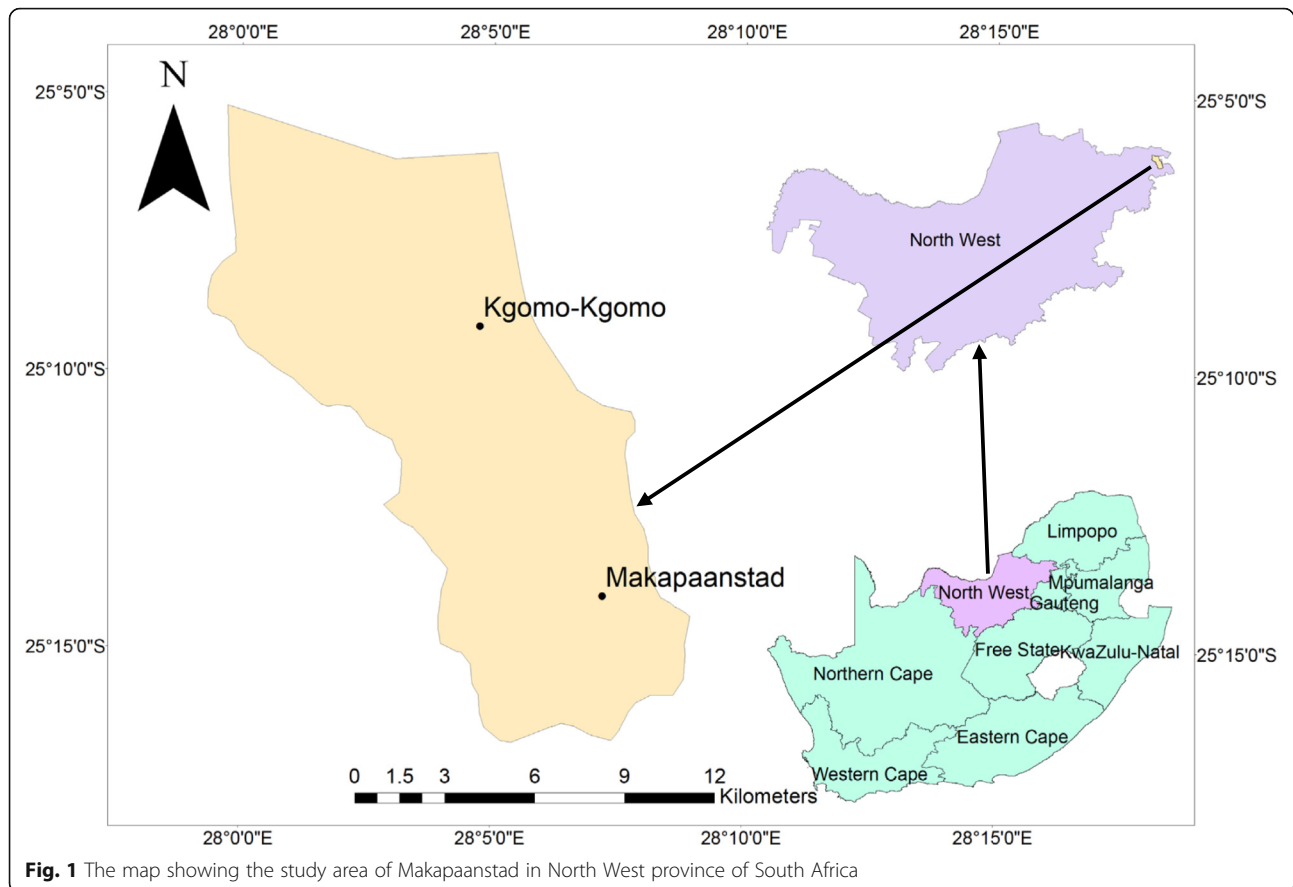 28°0'0"E 28°5'0"E 28°10'0"E 28°15'0"E
N
25°5'0"S 25°5'0"S
North West
Kgomo-Kgomo
25°10'0"S 25°10'0"S
Limpopo
Makapaanstad
North West
Mpumalanga
Gauteng
25°15'0"S 25°15'0"S
Free State
KwaZulu-Natal
Northern Cape
Eastern Cape
Western Cape
0 1.5 3 6 9 12
Kilometers
28°0'0"E 28°5'0"E 28°10'0"E 28°15'0"E
Fig. 1 The map showing the study area of Makapaanstad in North West province of South Africa